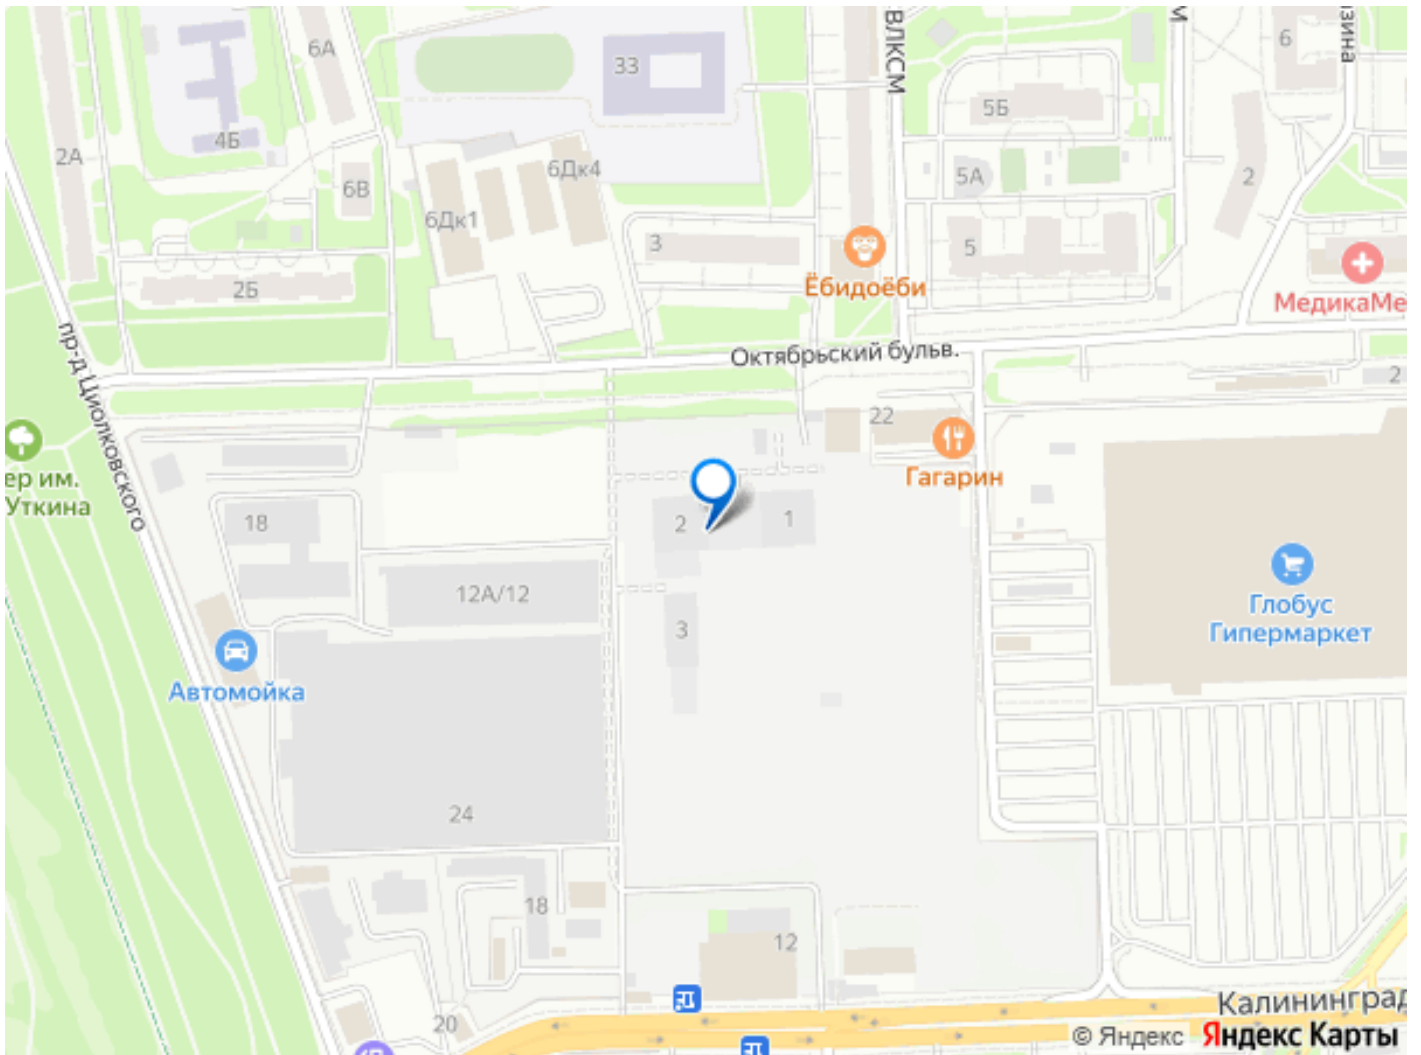 ВЛКСМ
М
зина
6А
33
6
4Б
5Б
2А
6Дк4
5А
2
6В
6Дк1
3
5
2Б
Ёбидоёби
МедикаМе
пр-д Циолковского
Октябрьский бульв.
2
22
Гагарин
ер им.
Уткина
18
2
1
12А/12
3
Глобус
Гипермаркет
Автомойка
24
18
12
20
Калининград
© Яндекс Яндекс Карты